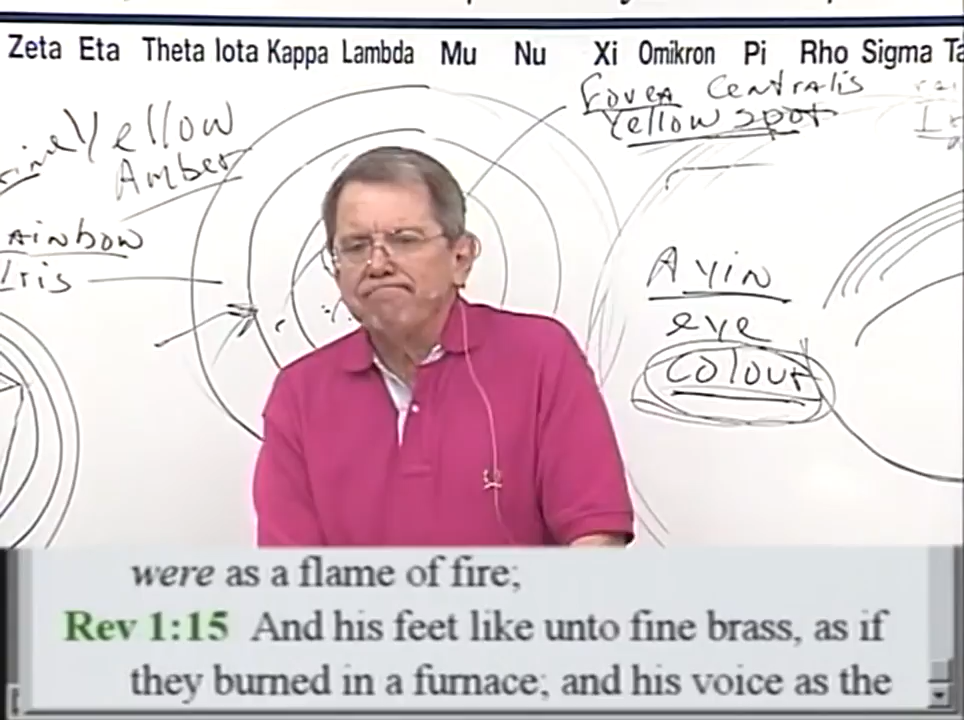 Zeta Eta Theta Iota Kappa Lambda Mu Nu Xi Omikron Pi Rho Sigma Ta
Yellow
Amber
ainbow
Iris
Fovea Centralis
Yellow spot
Ayin
eye
Colour
were as a flame of fire;
Rev 1:15 And his feet like unto fine brass, as if
they burned in a furnace; and his voice as the